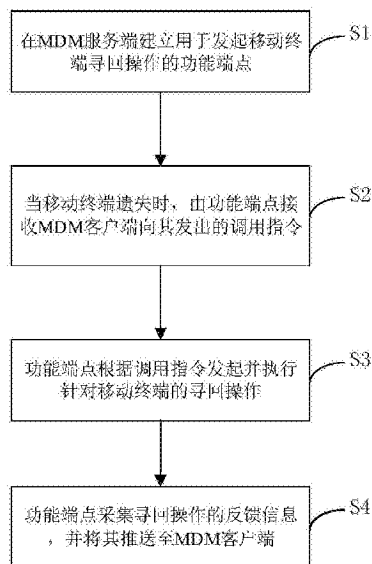 在MDM服务端建立用于发起移动终
端寻回操作的功能端点
S1
当移动终端遗失时，由功能端点接
收MDM客户端向其发出的调用指令
S2
功能端点根据调用指令发起并执行
针对移动终端的寻回操作
S3
功能端点采集寻回操作的反馈信息
，并将其推送至MDM客户端
S4